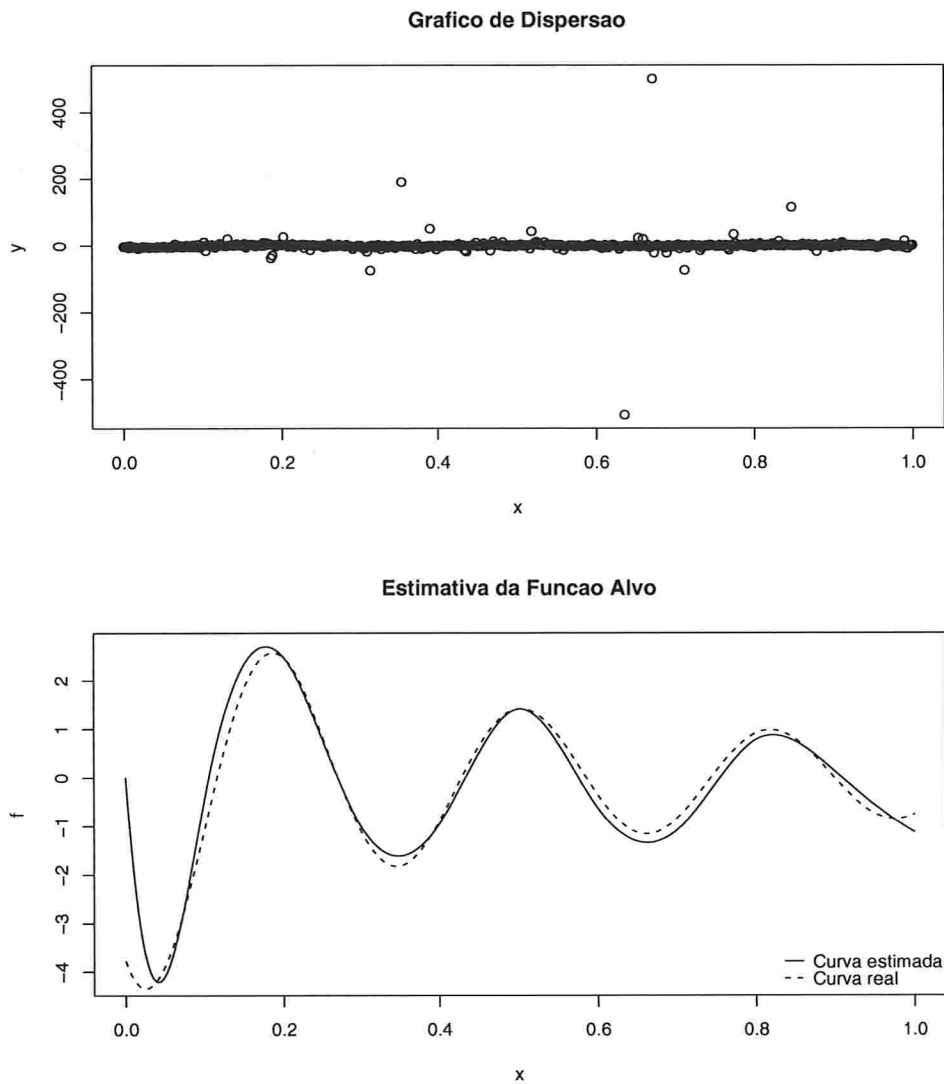 Grafico de Dispersao
y
400
200
0
−200
−400
0.0 0.2 0.4 0.6 0.8 1.0
x
Estimativa da Funcao Alvo
f
2
1
0
−1
−2
−3
−4
Curva estimada
Curva real
0.0 0.2 0.4 0.6 0.8 1.0
x